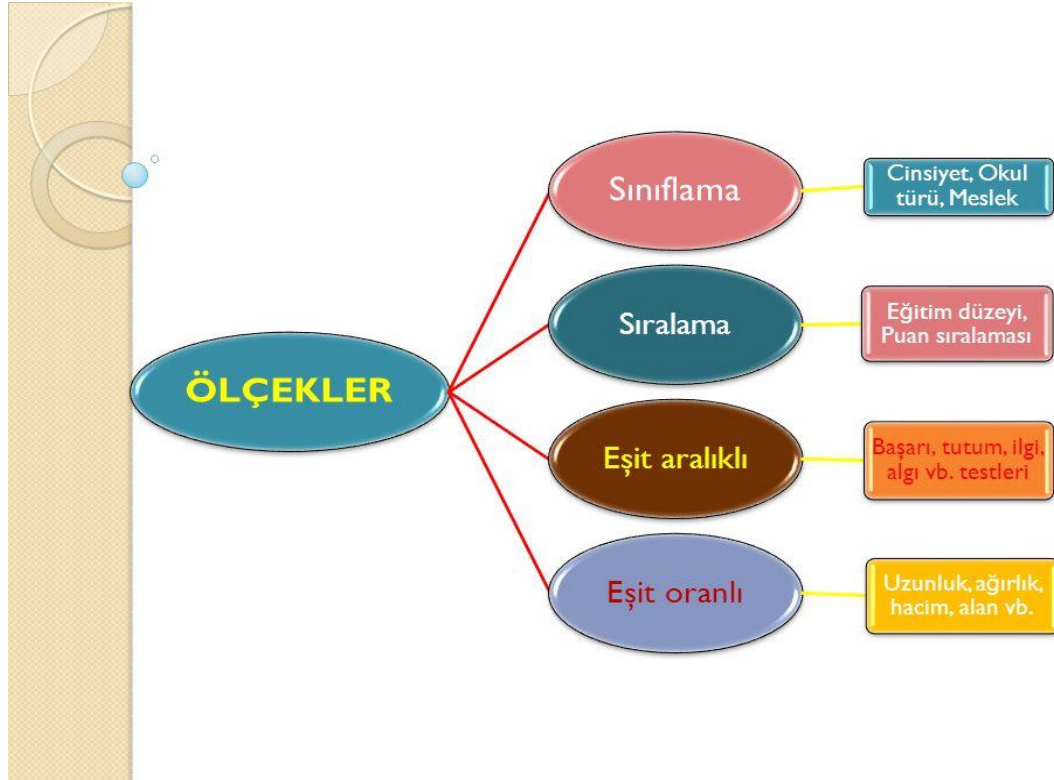 ÖLÇEKLER
Sınıflama
Cinsiyet, Okul
türü, Meslek
Sıralama
Eğitim düzeyi,
Puan sıralaması
Eşit aralıklı
Başarı, tutum, ilgi,
algı vb. testleri
Eşit oranlı
Uzunluk, ağırlık,
hacim, alan vb.